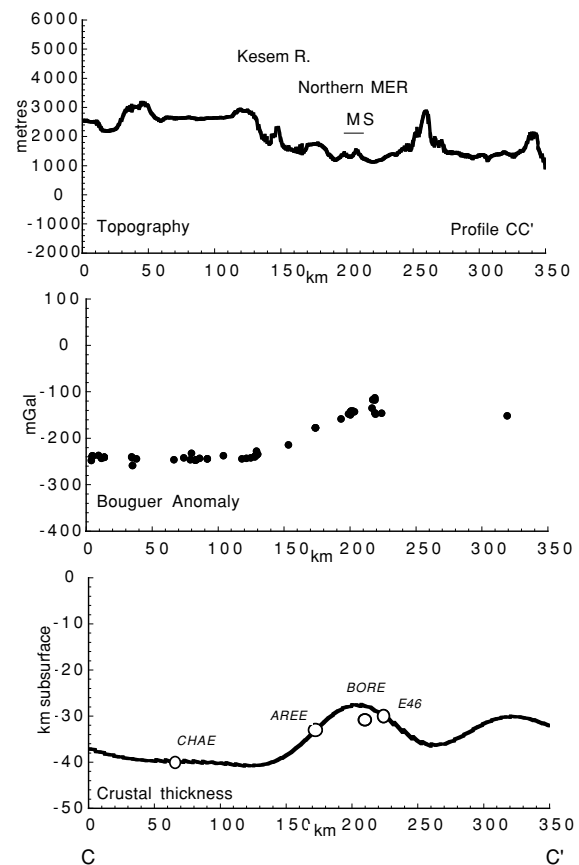 6000
5000
Kesem R.
4000
Northern MER
3000
MS
2000
metres
1000
0
-1000
Topography
Profile CC'
-2000
0 50 100 150 200 250 300 350
km
100
0
-100
mGal
-200
-300
Bouguer Anomaly
-400
0 50 100 150 200 250 300 350
km
0
-10
-20
km subsurface
BORE
E46
AREE
-30
CHAE
-40
Crustal thickness
-50
0 50 100 150 200 250 300 350
km
C C'